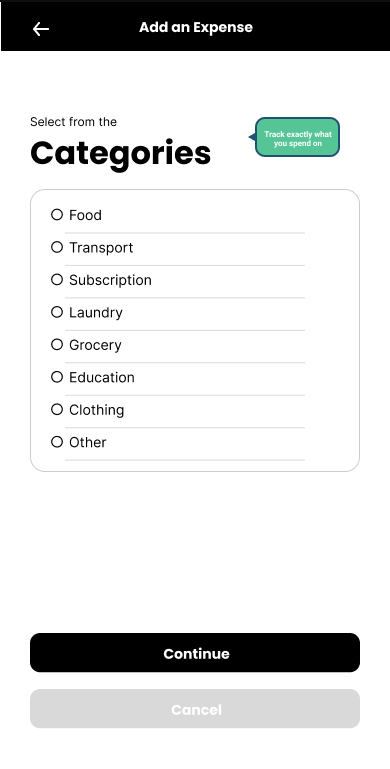 Add an Expense
Select from the
Categories
Track exactly what
you spend on
Food
Transport
Subscription
Laundry
Grocery
Education
Clothing
Other
Continue
Cancel